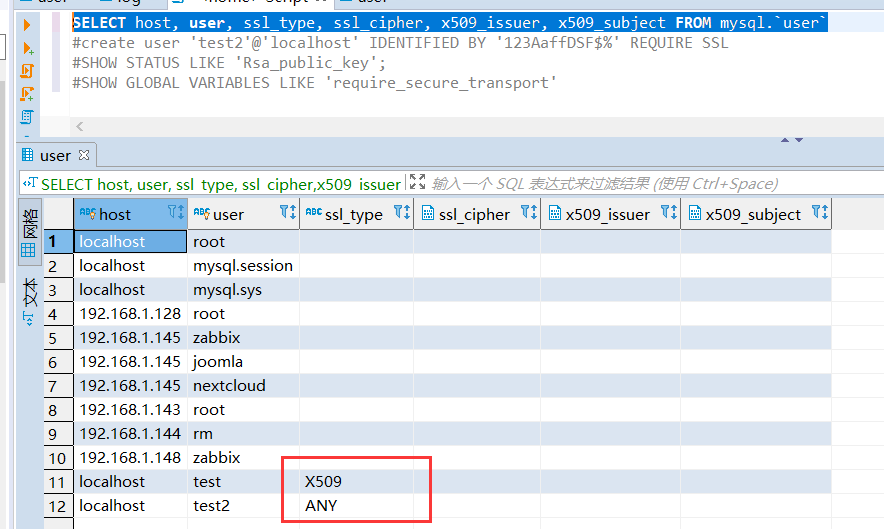 SELECT host, user, ssl_type, ssl_cipher, x509_issuer, x509_subject FROM mysql.`user`
#create user 'test2'@'localhost' IDENTIFIED BY '123AaffDSF$%' REQUIRE SSL
#SHOW STATUS LIKE 'Rsa_public_key';
#SHOW GLOBAL VARIABLES LIKE 'require_secure_transport'
user
SELECT host, user, ssl_type, ssl_cipher,x509_issuer 输入一个 SQL 表达式来过滤结果 (使用 Ctrl+Space)
网格
文本
host user ssl_type ssl_cipher x509_issuer x509_subject
1 localhost root
2 localhost mysql.session
3 localhost mysql.sys
4 192.168.1.128 root
5 192.168.1.145 zabbix
6 192.168.1.145 joomla
7 192.168.1.145 nextcloud
8 192.168.1.143 root
9 192.168.1.144 rm
10 192.168.1.148 zabbix
11 localhost test X509
12 localhost test2 ANY